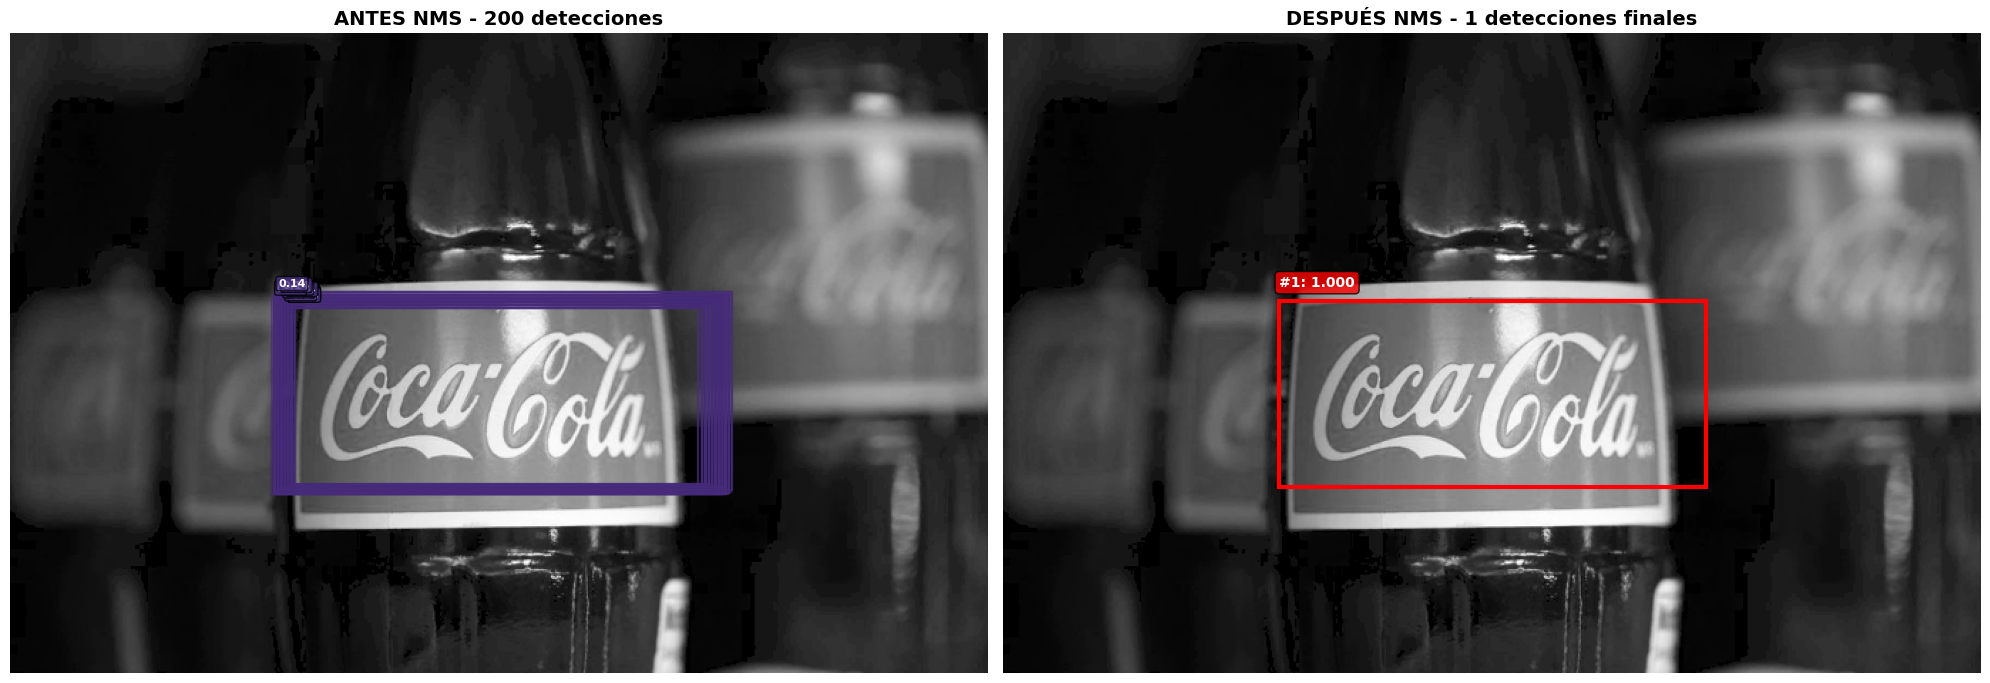 ANTES NMS - 200 detecciones
0.14
Coca-Cola
DESPUÉS NMS - 1 detecciones finales
#1: 1.000
Coca-Cola